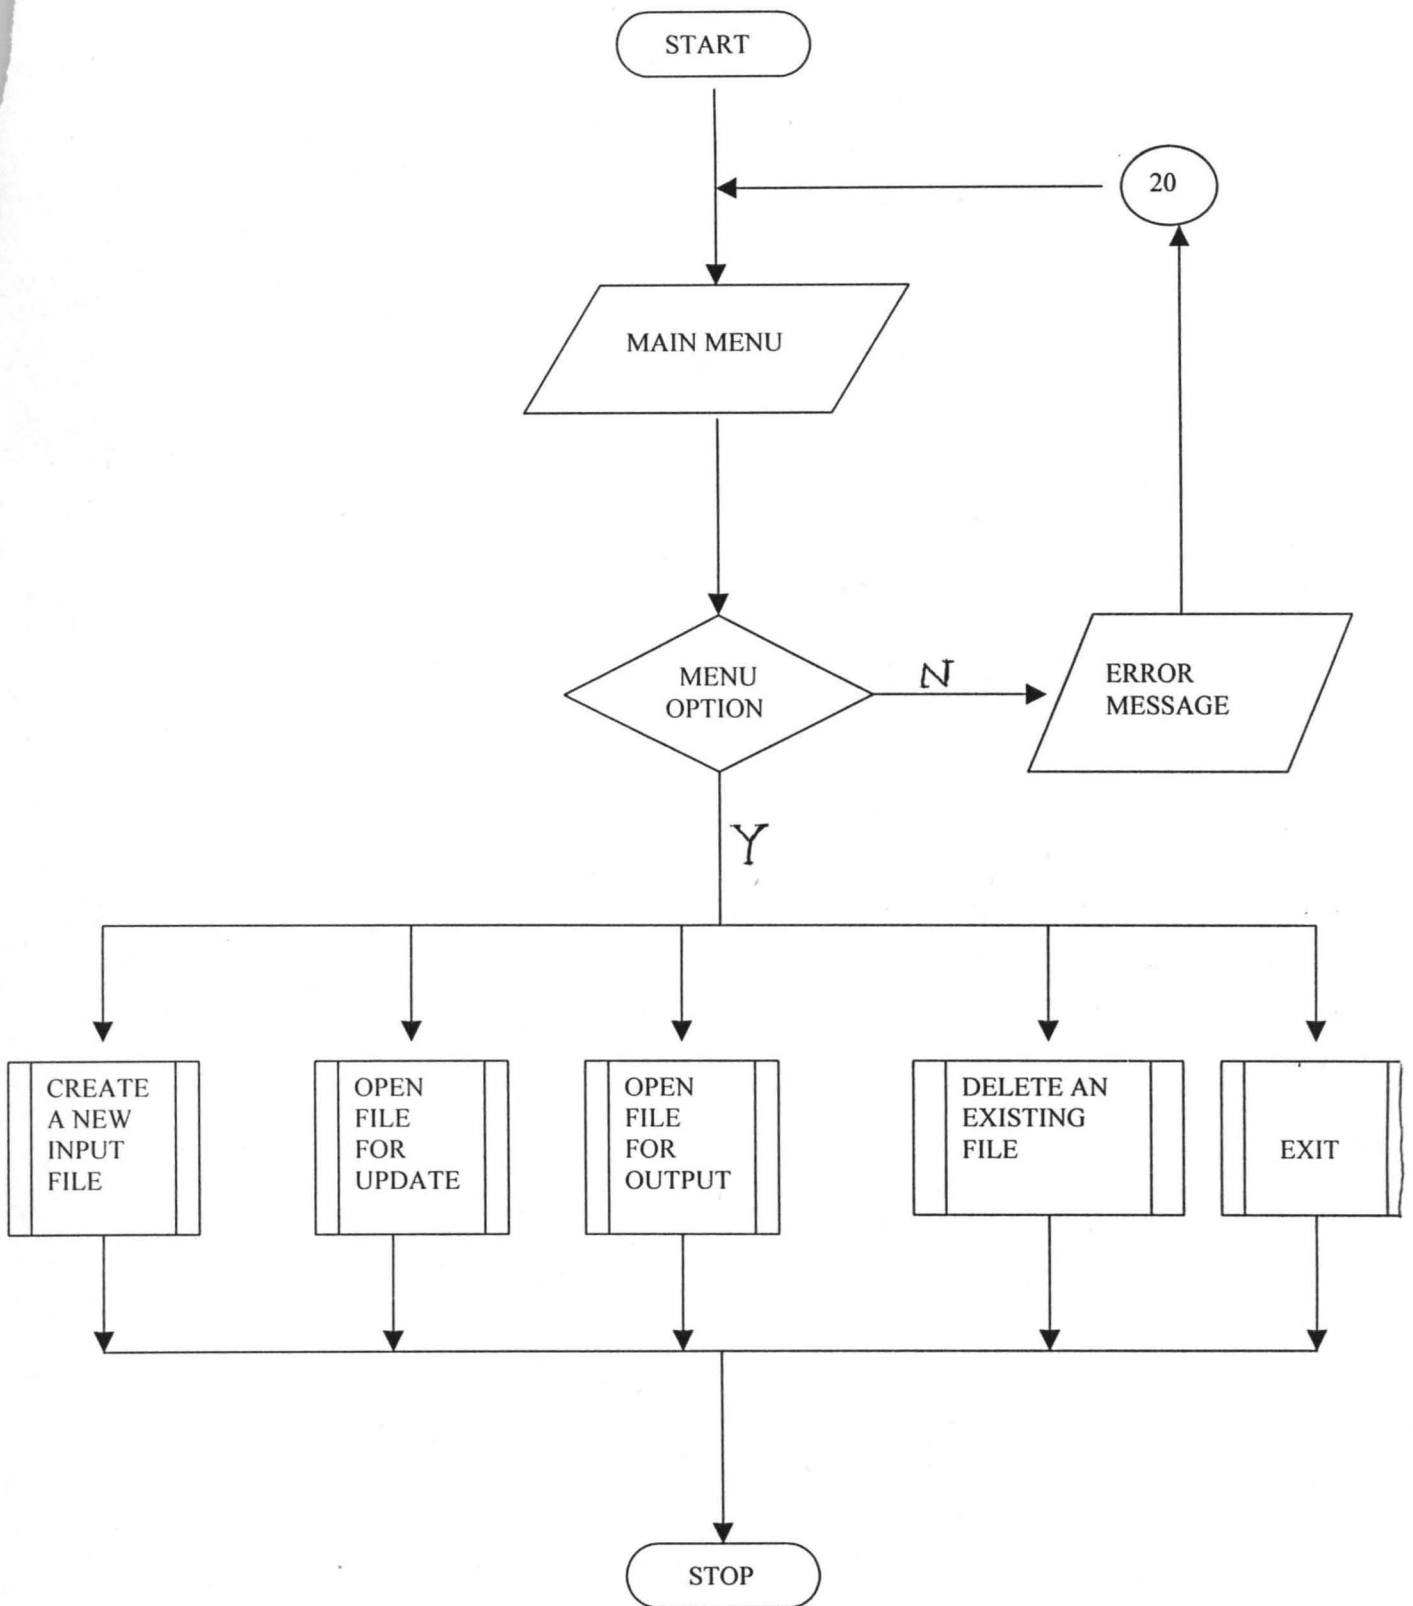 START
20
MAIN MENU
MENU
OPTION
N
ERROR
MESSAGE
Y
CREATE
A NEW
INPUT
FILE
OPEN
FILE
FOR
UPDATE
OPEN
FILE
FOR
OUTPUT
DELETE AN
EXISTING
FILE
EXIT
STOP